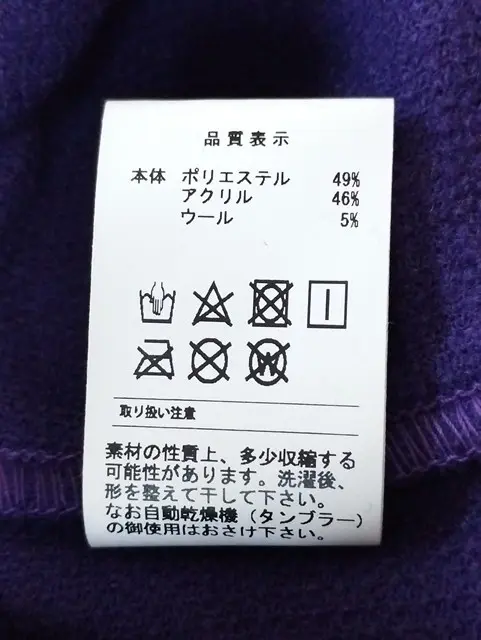 品質表示
本体 ポリエステル 49%
アクリル 46%
ウール 5%
取り扱い注意
素材の性質上、多少収縮する
可能性があります。洗濯後、
形を整えて干して下さい。
なお自動乾燥機（タンブラー）
の御使用はおさけ下さい。